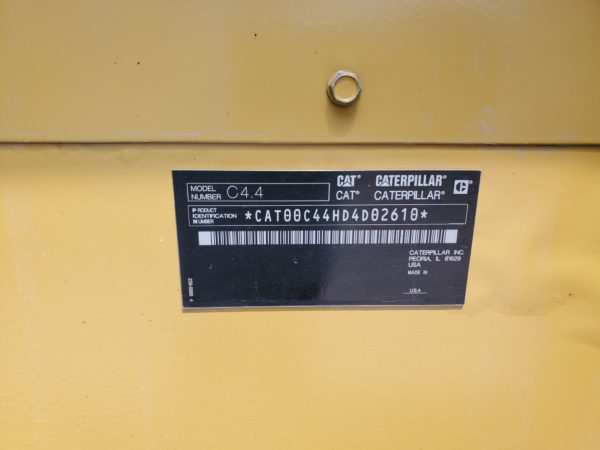 MODEL NUMBER C4.4
CAT® CATERPILLAR®
CAT® CATERPILLAR®
PRODUCT IDENTIFICATION NUMBER *CAT00C44HD4D02610*
CATERPILLAR INC.
PEORIA, IL 61629
USA
MADE IN
USA